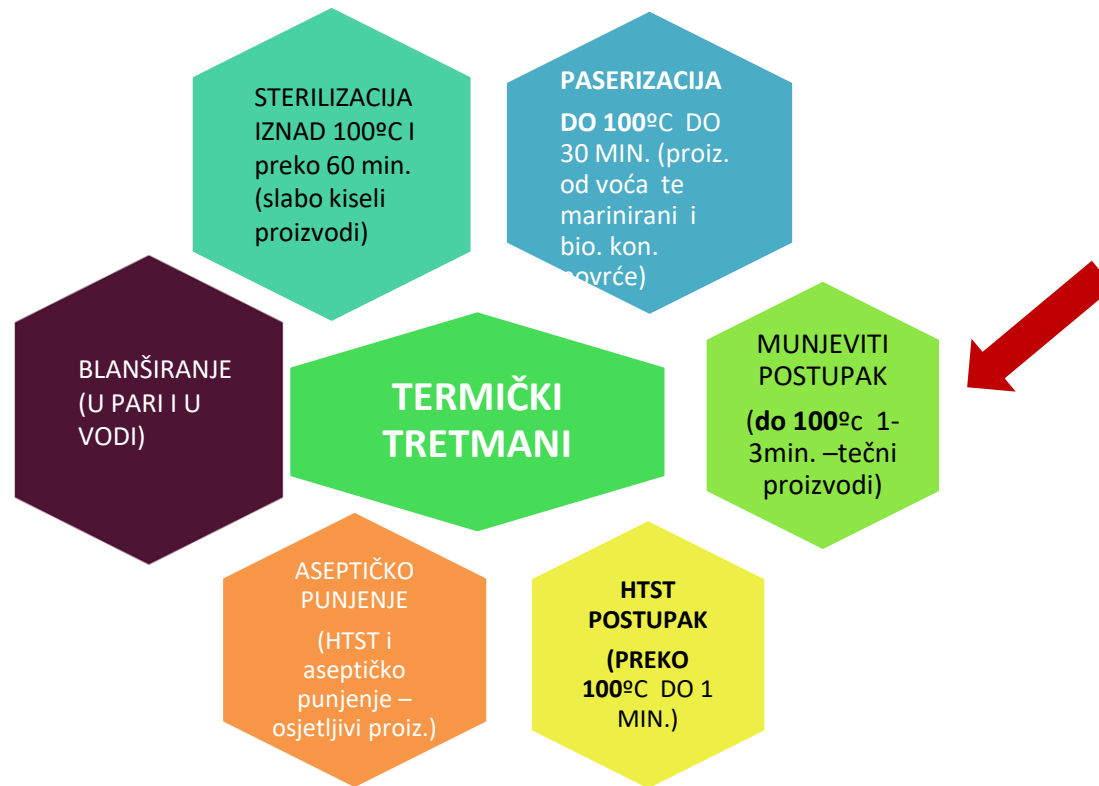 STERILIZACIJA
IZNAD 100ºC I
preko 60 min.
(slabo kiseli
proizvodi)
PASERIZACIJA
DO 100ºC DO
30 MIN. (proiz.
od voća te
marinirani i
bio. kon.
povrće)
BLANŠIRANJE
(U PARI I U
VODI)
TERMIČKI
TRETMANI
MUNJEVITI
POSTUPAK
(do 100ºc 1-
3min. –tečni
proizvodi)
ASEPTIČKO
PUNJENJE
(HTST i
aseptičko
punjenje –
osjetljivi proiz.)
HTST
POSTUPAK
(PREKO
100ºC DO 1
MIN.)